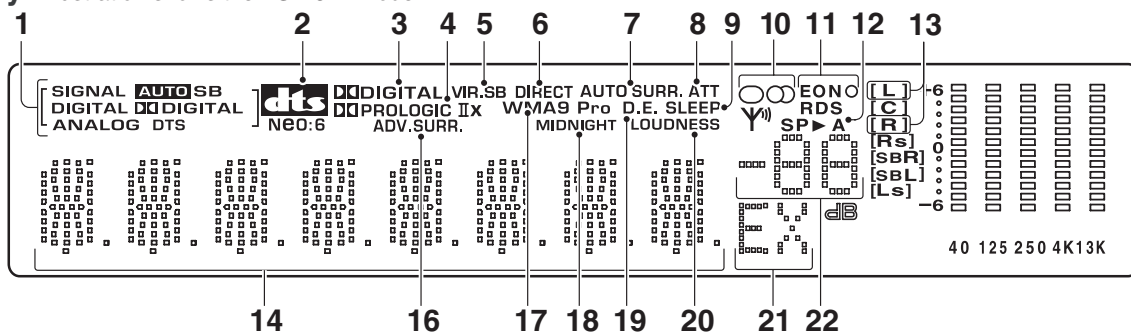 1 2 3 4 5 6 7 8 9 10 11 12 13
SIGNAL AUTO SB
DIGITAL DIGITAL
ANALOG DTS
dts
Neo:6
DIGITAL VIR.SB DIRECT AUTO SURR. ATT
PROLOGIC IIx WMA9 Pro D.E. SLEEP
ADV.SURR. MIDNIGHT LOUDNESS
EON
RDS
SP ► A
[L]
C
[R]
[Rs]
[SBR]
[SBL]
[Ls]
-6
0
-6
EX
dB
40 125 250 4K 13K
14 16 17 18 19 20 21 22